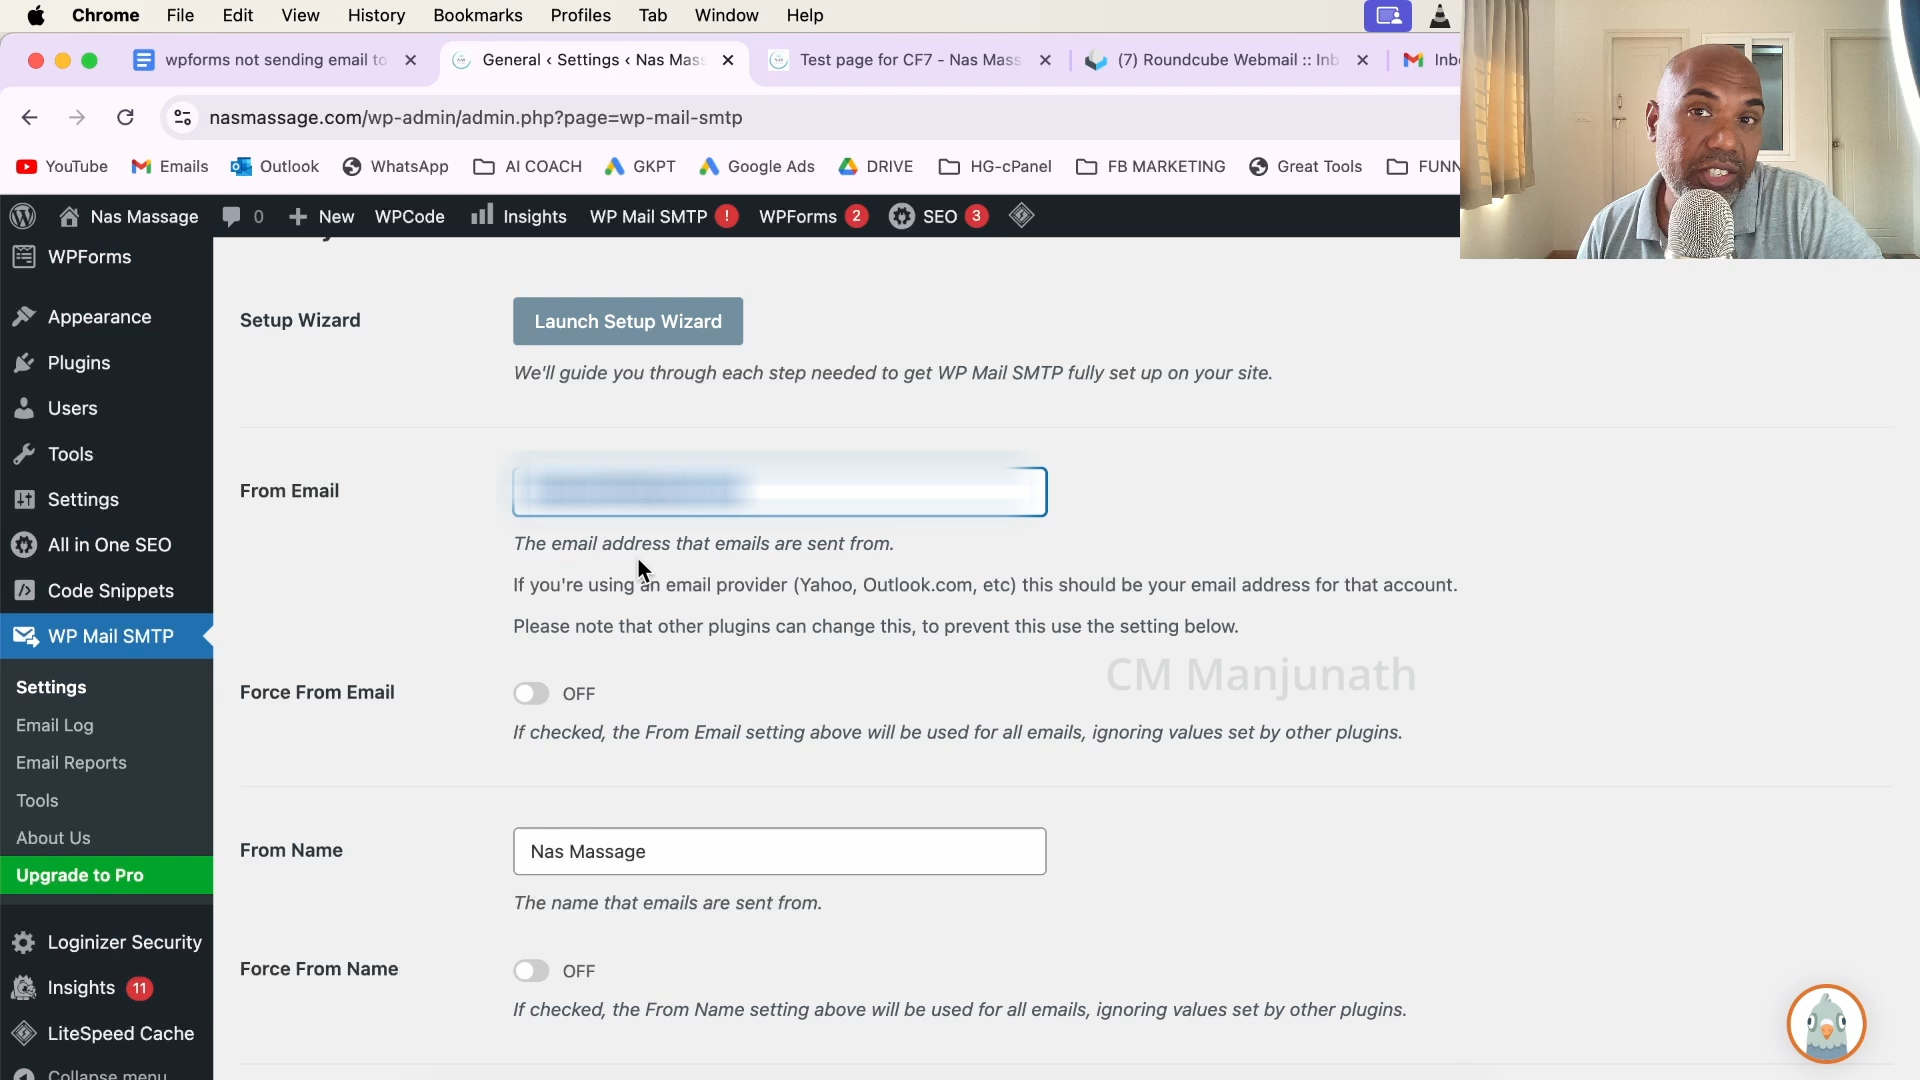 Chrome File Edit View History Bookmarks Profiles Tab Window Help
wpforms not sending email to
General ‹ Settings ‹ Nas Mass
Test page for CF7 - Nas Mass
(7) Roundcube Webmail :: Inb
Inb
nasmassage.com/wp-admin/admin.php?page=wp-mail-smtp
YouTube Emails Outlook WhatsApp AI COACH GKPT Google Ads DRIVE HG-cPanel FB MARKETING Great Tools FUNN
Nas Massage 0 New WPCode Insights WP Mail SMTP ! WPForms 2 SEO 3
WPForms
Appearance
Plugins
Users
Tools
Settings
All in One SEO
Code Snippets
WP Mail SMTP
Settings
Email Log
Email Reports
Tools
About Us
Upgrade to Pro
Loginizer Security
Insights 11
LiteSpeed Cache
Collapse menu
Setup Wizard
Launch Setup Wizard
We'll guide you through each step needed to get WP Mail SMTP fully set up on your site.
From Email
The email address that emails are sent from.
If you're using an email provider (Yahoo, Outlook.com, etc) this should be your email address for that account.
Please note that other plugins can change this, to prevent this use the setting below.
CM Manjunath
Force From Email
OFF
If checked, the From Email setting above will be used for all emails, ignoring values set by other plugins.
From Name
Nas Massage
The name that emails are sent from.
Force From Name
OFF
If checked, the From Name setting above will be used for all emails, ignoring values set by other plugins.